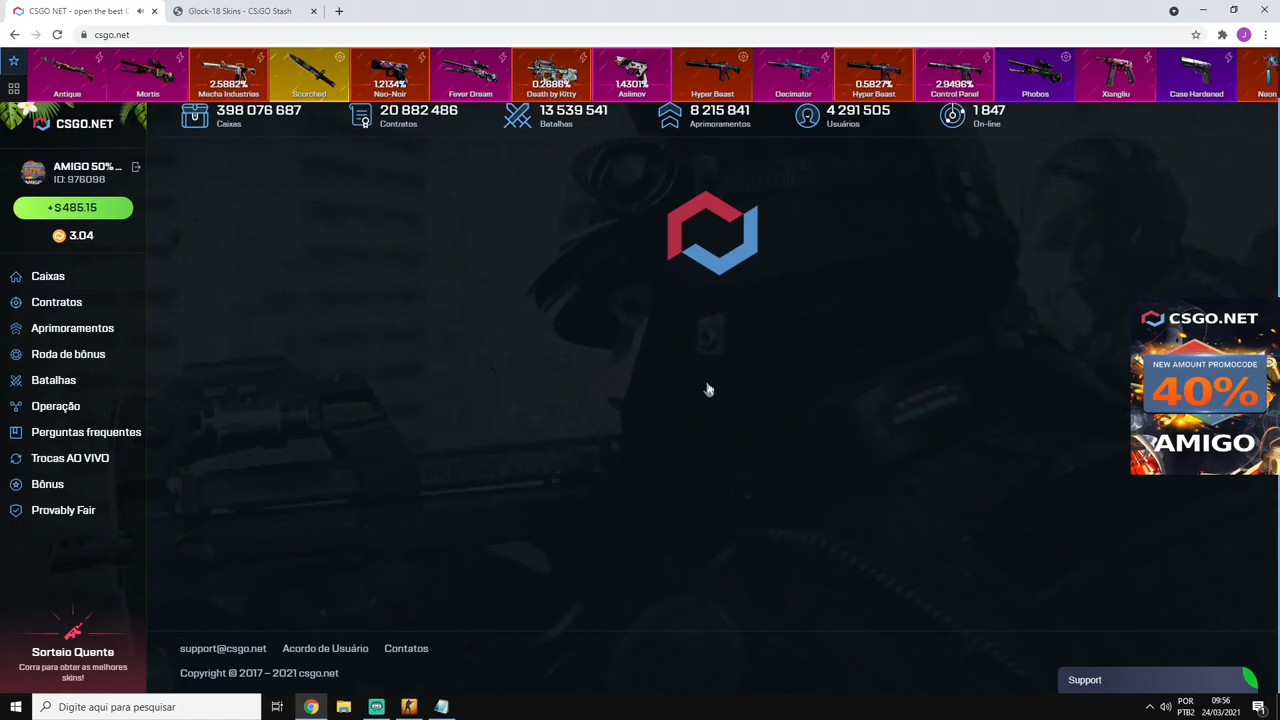 CSGO NET - open the best C
Glock-18 Skins - CS:GO Stash
csgo.net
J
2.5882%
1.2134%
0.2686%
1.4301%
0.5827%
2.9496%
Antique
Mortis
Mecha Industries
Scorched
Neo-Noir
Fever Dream
Death by Kitty
Asiimov
Hyper Beast
Decimator
Hyper Beast
Control Panel
Phobos
Xiangliu
Case Hardened
Neon
CSGO.NET
398 076 687
Caixas
20 882 486
Contratos
13 539 541
Batalhas
8 215 841
Aprimoramentos
4 291 505
Usuários
1 847
On-line
AMIGO 50% ...
ID: 976098
+$485.15
3.04
Caixas
Contratos
Aprimoramentos
Roda de bônus
Batalhas
Operação
Perguntas frequentes
Trocas AO VIVO
Bônus
Provably Fair
CSGO.NET
NEW AMOUNT PROMOCODE
40%
AMIGO
Sorteio Quente
Corra para obter as melhores
skins!
support@csgo.net Acordo de Usuário Contatos
Copyright © 2017 – 2021 csgo.net
Support
Digite aqui para pesquisar
POR
PTB2
09:56
24/03/2021